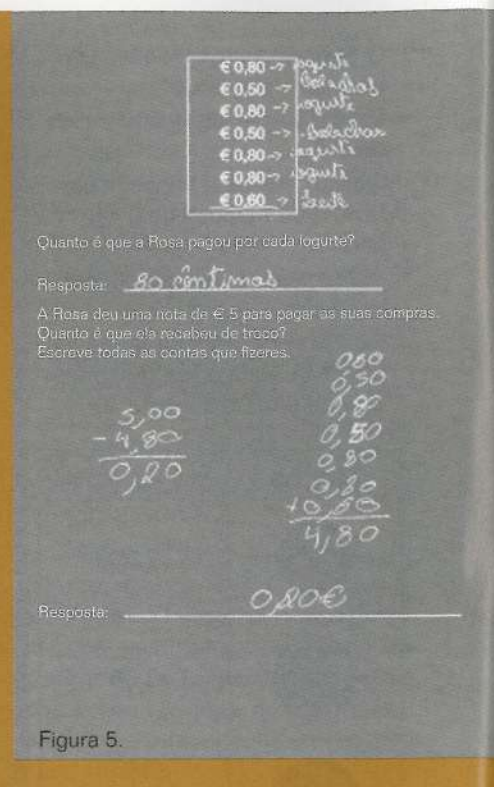 € 0,80 -> iogurte
€ 0,50 -> Bolachas
€ 0,80 -> iogurte
€ 0,50 -> Bolachas
€ 0,80 -> iogurte
€ 0,80 -> iogurte
€ 0,60 -> Leite
Quanto é que a Rosa pagou por cada iogurte?
Resposta: 80 cêntimos
A Rosa deu uma nota de € 5 para pagar as suas compras.
Quanto é que ela recebeu de troco?
Escreve todas as contas que fizeres.
5,00
- 4,80
0,20
0,80
0,50
0,80
0,50
0,80
0,80
+0,60
4,80
Resposta: 0,20€
Figura 5.